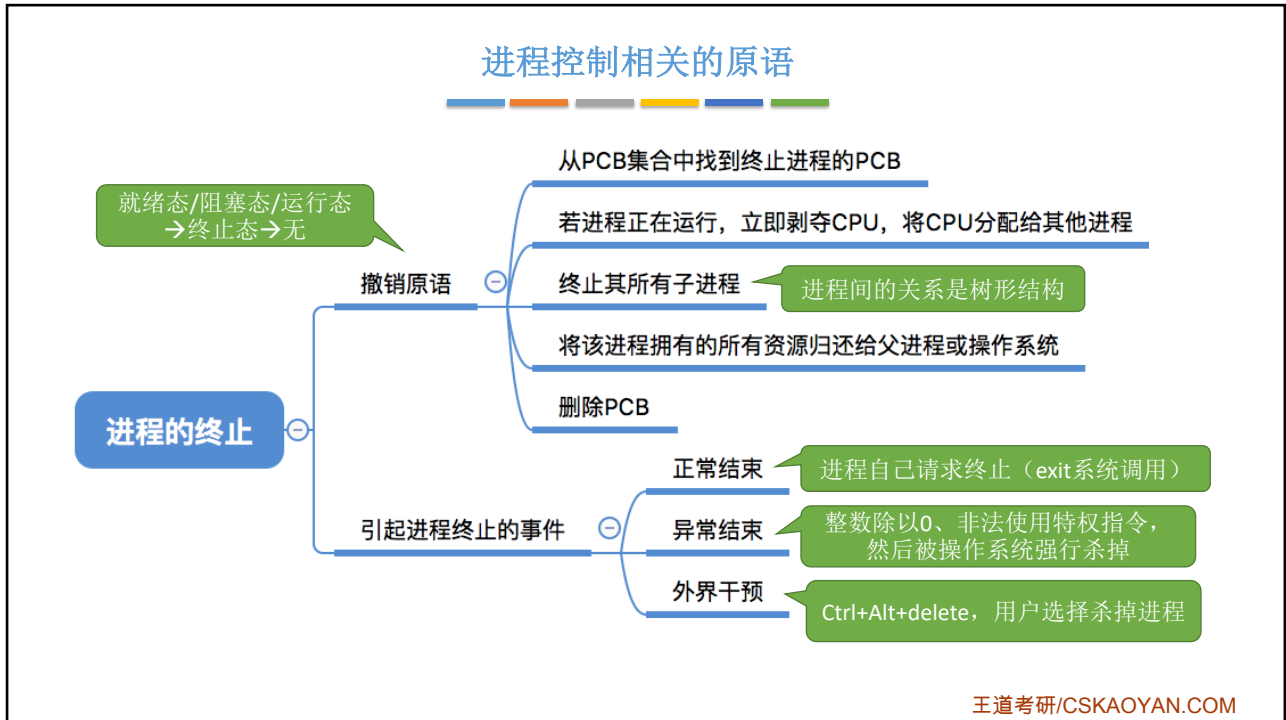 进程控制相关的原语
从PCB集合中找到终止进程的PCB
就绪态/阻塞态/运行态
→终止态→无
若进程正在运行，立即剥夺CPU，将CPU分配给其他进程
撤销原语
终止其所有子进程
进程间的关系是树形结构
将该进程拥有的所有资源归还给父进程或操作系统
删除PCB
进程的终止
引起进程终止的事件
正常结束
进程自己请求终止（exit系统调用）
异常结束
整数除以0、非法使用特权指令，
然后被操作系统强行杀掉
外界干预
Ctrl+Alt+delete，用户选择杀掉进程
王道考研/CSKAOYAN.COM